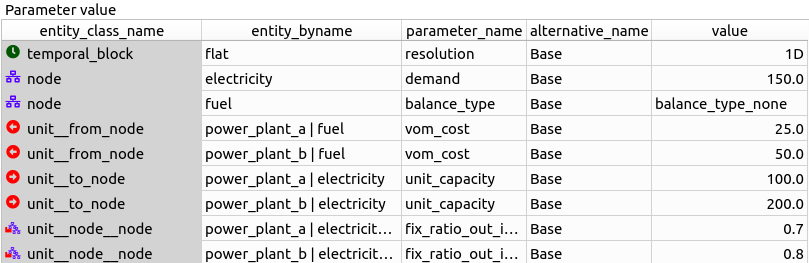 Parameter value
entity_class_name entity_byname parameter_name alternative_name value
temporal_block flat resolution Base 1D
node electricity demand Base 150.0
node fuel balance_type Base balance_type_none
unit__from_node power_plant_a | fuel vom_cost Base 25.0
unit__from_node power_plant_b | fuel vom_cost Base 50.0
unit__to_node power_plant_a | electricity unit_capacity Base 100.0
unit__to_node power_plant_b | electricity unit_capacity Base 200.0
unit__node__node power_plant_a | electricit… fix_ratio_out_i… Base 0.7
unit__node__node power_plant_b | electricit… fix_ratio_out_i… Base 0.8